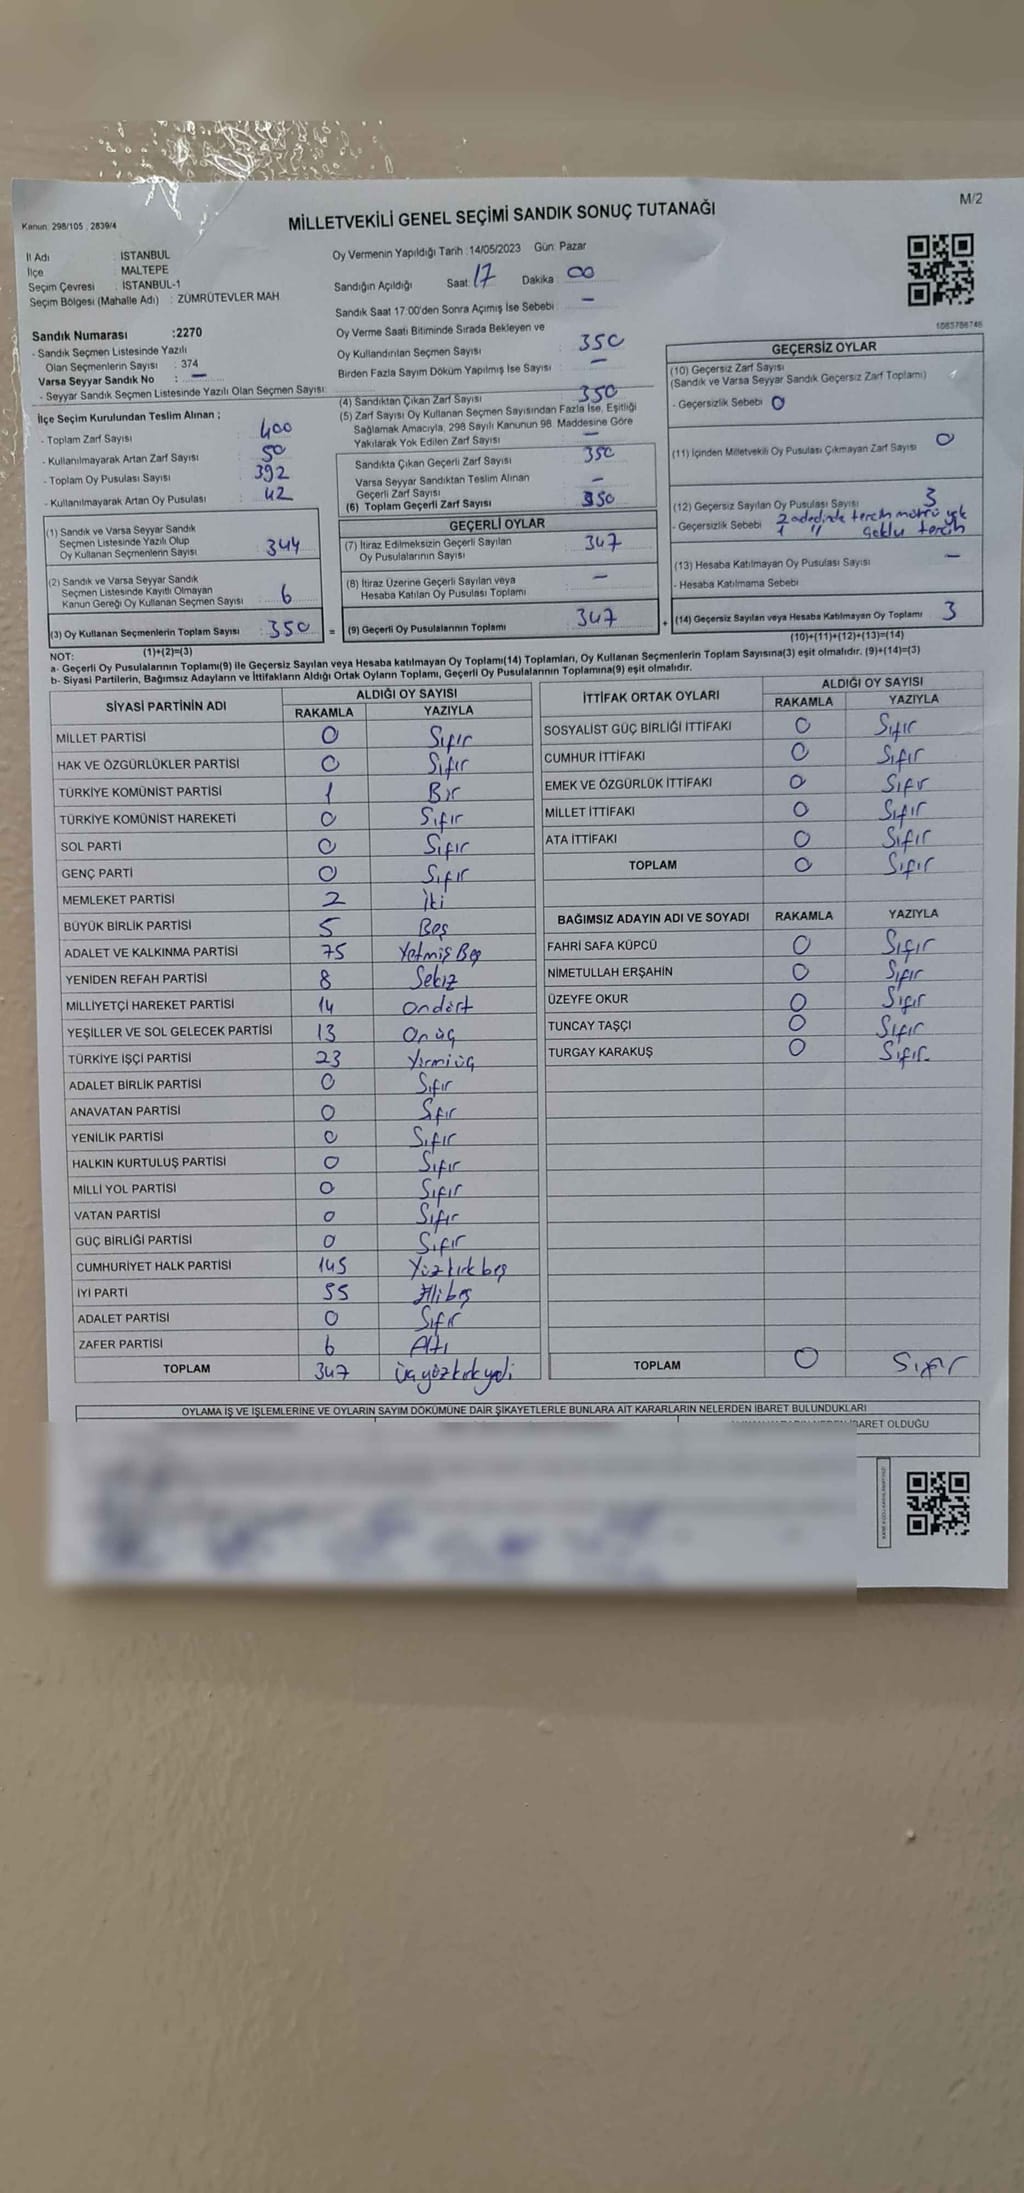 M/2
Kanun: 298/105 , 2839/4
MİLLETVEKİLİ GENEL SEÇİMİ SANDIK SONUÇ TUTANAĞI
İl Adı : İSTANBUL
İlçe : MALTEPE
Seçim Çevresi : İSTANBUL-1
Seçim Bölgesi (Mahalle Adı) : ZÜMRÜTEVLER MAH
Sandık Numarası :2270
- Sandık Seçmen Listesinde Yazılı
Olan Seçmenlerin Sayısı : 374
Varsa Seyyar Sandık No : —
- Seyyar Sandık Seçmen Listesinde Yazılı Olan Seçmen Sayısı:
Oy Vermenin Yapıldığı Tarih :14/05/2023 Gün: Pazar
Sandığın Açıldığı Saat: 17 Dakika : 00
Sandık Saat 17:00'den Sonra Açımış İse Sebebi : —
Oy Verme Saati Bitiminde Sırada Bekleyen ve
Oy Kullandırılan Seçmen Sayısı : 350
Birden Fazla Sayım Döküm Yapılmış İse Sayısı : —
1063786746
İlçe Seçim Kurulundan Teslim Alınan ;
- Toplam Zarf Sayısı : 400
- Kullanılmayarak Artan Zarf Sayısı : 50
- Toplam Oy Pusulası Sayısı : 392
- Kullanılmayarak Artan Oy Pusulası : 42
(1) Sandık ve Varsa Seyyar Sandık
Seçmen Listesinde Yazılı Olup
Oy Kullanan Seçmenlerin Sayısı : 344
(2) Sandık ve Varsa Seyyar Sandık
Seçmen Listesinde Kayıtlı Olmayan
Kanun Gereği Oy Kullanan Seçmen Sayısı : 6
(3) Oy Kullanan Seçmenlerin Toplam Sayısı : 350
(1)+(2)=(3)
(4) Sandıktan Çıkan Zarf Sayısı : 350
(5) Zarf Sayısı Oy Kullanan Seçmen Sayısından Fazla İse, Eşitliği
Sağlamak Amacıyla, 298 Sayılı Kanunun 98. Maddesine Göre
Yakılarak Yok Edilen Zarf Sayısı : —
Sandıkta Çıkan Geçerli Zarf Sayısı : 350
Varsa Seyyar Sandıktan Teslim Alınan
Geçerli Zarf Sayısı : —
(6) Toplam Geçerli Zarf Sayısı : 350
GEÇERLİ OYLAR
(7) İtiraz Edilmeksizin Geçerli Sayılan
Oy Pusulalarının Sayısı : 347
(8) İtiraz Üzerine Geçerli Sayılan veya
Hesaba Katılan Oy Pusulası Toplamı : —
= (9) Geçerli Oy Pusulalarının Toplamı : 347
GEÇERSİZ OYLAR
(10) Geçersiz Zarf Sayısı
(Sandık ve Varsa Seyyar Sandık Geçersiz Zarf Toplamı)
- Geçersizlik Sebebi : 0
(11) İçinden Milletvekili Oy Pusulası Çıkmayan Zarf Sayısı : 0
(12) Geçersiz Sayılan Oy Pusulası Sayısı : 3
- Geçersizlik Sebebi : 2 adedinde tercih mührü yok
1 "
tercih
(13) Hesaba Katılmayan Oy Pusulası Sayısı : —
- Hesaba Katılmama Sebebi :
+ (14) Geçersiz Sayılan veya Hesaba Katılmayan Oy Toplamı : 3
(10)+(11)+(12)+(13)=(14)
NOT:
a- Geçerli Oy Pusulalarının Toplamı(9) ile Geçersiz Sayılan veya Hesaba katılmayan Oy Toplamı(14) Toplamları, Oy Kullanan Seçmenlerin Toplam Sayısına(3) eşit olmalıdır. (9)+(14)=(3)
b- Siyasi Partilerin, Bağımsız Adayların ve İttifakların Aldığı Ortak Oyların Toplamı, Geçerli Oy Pusulalarının Toplamına(9) eşit olmalıdır.
SİYASİ PARTİNİN ADI ALDIĞI OY SAYISI
RAKAMLA YAZIYLA
MİLLET PARTİSİ 0 Sıfır
HAK VE ÖZGÜRLÜKLER PARTİSİ 0 Sıfır
TÜRKİYE KOMÜNİST PARTİSİ 1 Bir
TÜRKİYE KOMÜNİST HAREKETİ 0 Sıfır
SOL PARTİ 0 Sıfır
GENÇ PARTİ 0 Sıfır
MEMLEKET PARTİSİ 2 İki
BÜYÜK BİRLİK PARTİSİ 5 Beş
ADALET VE KALKINMA PARTİSİ 75 Yetmiş Beş
YENİDEN REFAH PARTİSİ 8 Sekiz
MİLLİYETÇİ HAREKET PARTİSİ 14 Ondört
YEŞİLLER VE SOL GELECEK PARTİSİ 13 Onüç
TÜRKİYE İŞÇİ PARTİSİ 23 Yirmiüç
ADALET BİRLİK PARTİSİ 0 Sıfır
ANAVATAN PARTİSİ 0 Sıfır
YENİLİK PARTİSİ 0 Sıfır
HALKIN KURTULUŞ PARTİSİ 0 Sıfır
MİLLİ YOL PARTİSİ 0 Sıfır
VATAN PARTİSİ 0 Sıfır
GÜÇ BİRLİĞİ PARTİSİ 0 Sıfır
CUMHURİYET HALK PARTİSİ 145 Yüzkırkbeş
İYİ PARTİ 55 Ellibeş
ADALET PARTİSİ 0 Sıfır
ZAFER PARTİSİ 6 Altı
TOPLAM 347 üçyüzkırkyedi
İTTİFAK ORTAK OYLARI ALDIĞI OY SAYISI
RAKAMLA YAZIYLA
SOSYALİST GÜÇ BİRLİĞİ İTTİFAKI 0 Sıfır
CUMHUR İTTİFAKI 0 Sıfır
EMEK VE ÖZGÜRLÜK İTTİFAKI 0 Sıfır
MİLLET İTTİFAKI 0 Sıfır
ATA İTTİFAKI 0 Sıfır
TOPLAM 0 Sıfır
BAĞIMSIZ ADAYIN ADI VE SOYADI RAKAMLA YAZIYLA
FAHRİ SAFA KÜPCÜ 0 Sıfır
NİMETULLAH ERŞAHİN 0 Sıfır
ÜZEYFE OKUR 0 Sıfır
TUNCAY TAŞÇI 0 Sıfır
TURGAY KARAKUŞ 0 Sıfır
TOPLAM 0 Sıfır
OYLAMA İŞ VE İŞLEMLERİNE VE OYLARIN SAYIM DÖKÜMÜNE DAİR ŞİKAYETLERLE BUNLARA AİT KARARLARIN NELERDEN İBARET BULUNDUKLARI
İBARET OLDUĞU